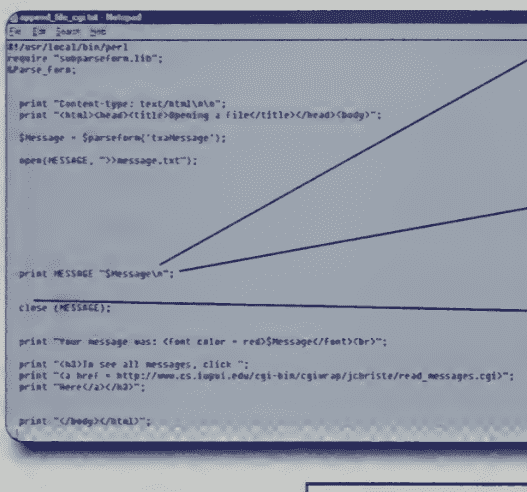 append_file_cgi.txt - Notepad
File Edit Search Help
#!/usr/local/bin/perl
require "subparseform.lib";
&Parse_Form;
print "Content-type: text/html\n\n";
print "<html><head><title>Opening a File</title></head><body>";
$Message = $parseform{'txaMessage'};
open(MESSAGE, ">>message.txt");
print MESSAGE "$Message\n";
close (MESSAGE);
print "Your message was: <font color = red>$Message</font><br>";
print "<h3>To see all messages, click ";
print "<a href = http://www.cs.iupui.edu/cgi-bin/cgiwrap/jchriste/read_messages.cgi>";
print "Here</a></h3>";
print "</body></html>";